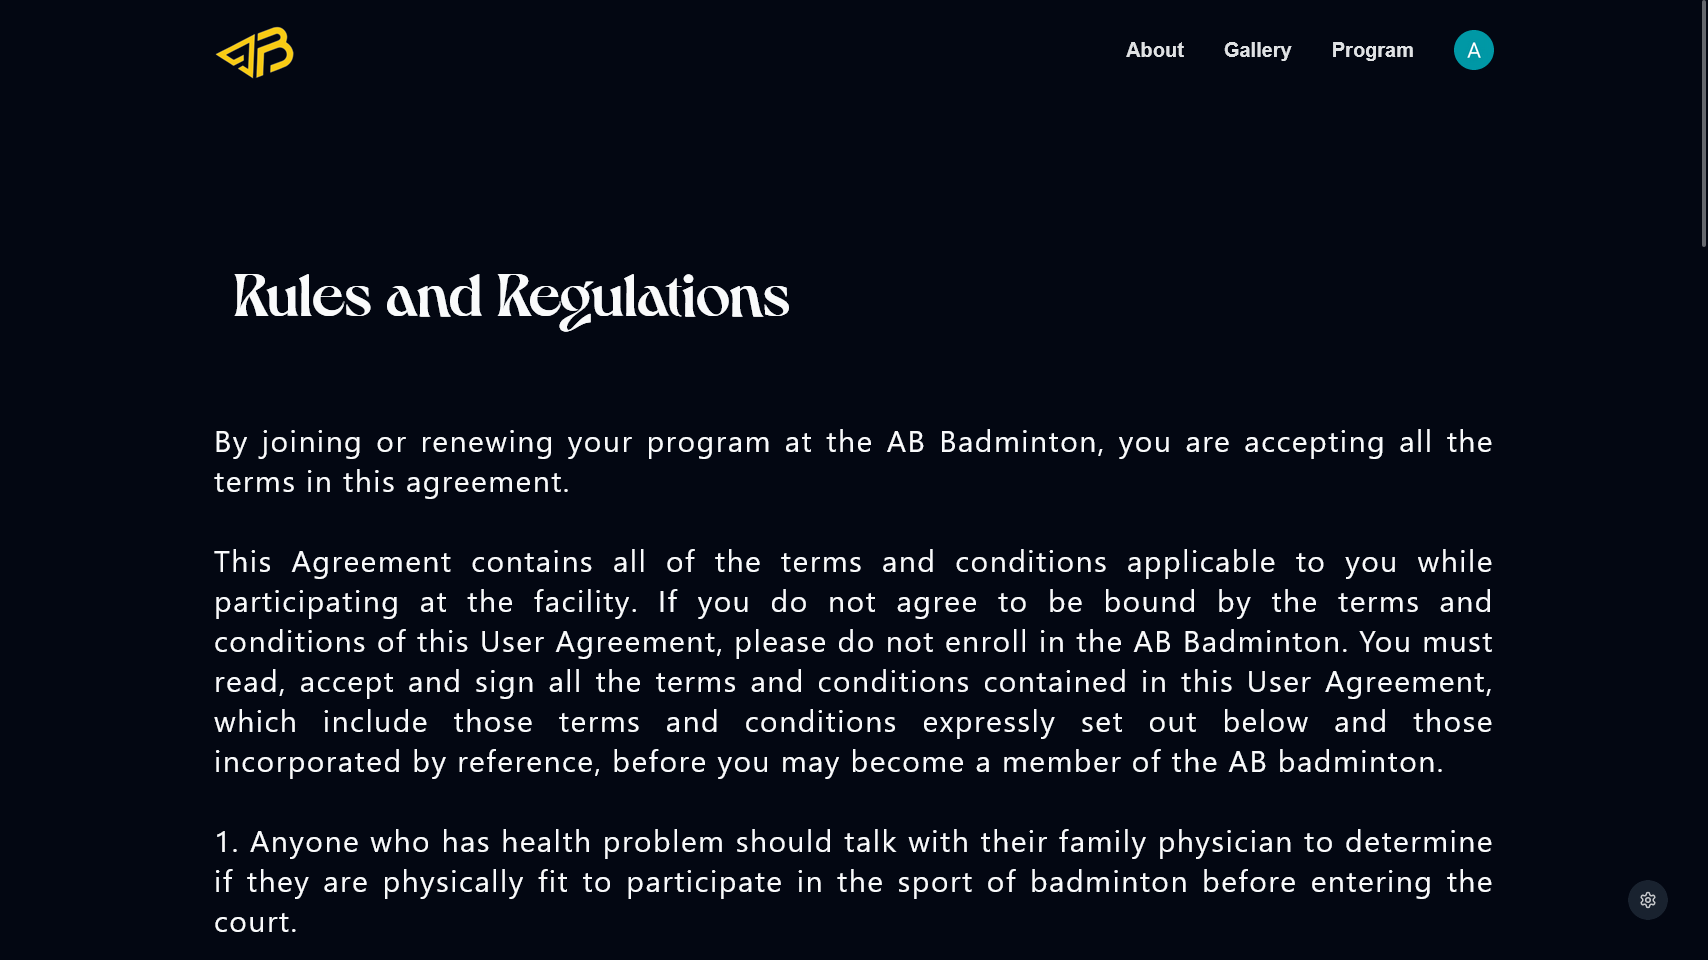 AB
About Gallery Program A
Rules and Regulations
By joining or renewing your program at the AB Badminton, you are accepting all the
terms in this agreement.
This Agreement contains all of the terms and conditions applicable to you while
participating at the facility. If you do not agree to be bound by the terms and
conditions of this User Agreement, please do not enroll in the AB Badminton. You must
read, accept and sign all the terms and conditions contained in this User Agreement,
which include those terms and conditions expressly set out below and those
incorporated by reference, before you may become a member of the AB badminton.
1. Anyone who has health problem should talk with their family physician to determine
if they are physically fit to participate in the sport of badminton before entering the
court.